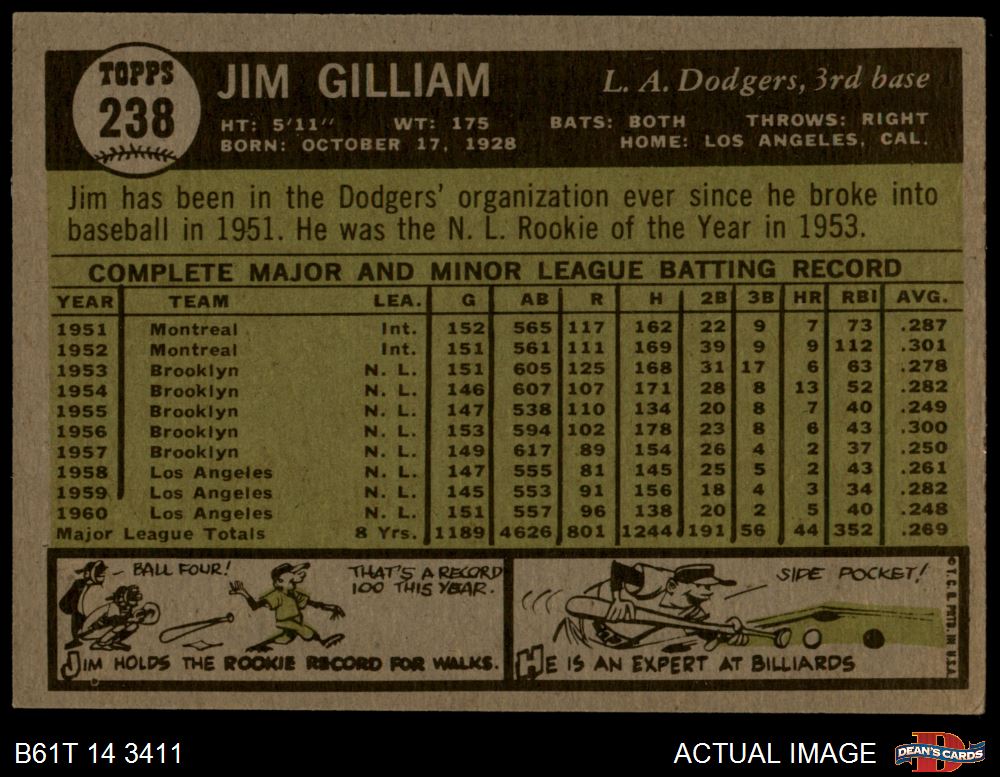 TOPPS
238
JIM GILLIAM
L. A. Dodgers, 3rd base
HT: 5'11" WT: 175 BATS: BOTH THROWS: RIGHT
BORN: OCTOBER 17, 1928 HOME: LOS ANGELES, CAL.
Jim has been in the Dodgers' organization ever since he broke into
baseball in 1951. He was the N. L. Rookie of the Year in 1953.
COMPLETE MAJOR AND MINOR LEAGUE BATTING RECORD
YEAR TEAM LEA. G AB R H 2B 3B HR RBI AVG.
1951 Montreal Int. 152 565 117 162 22 9 7 73 .287
1952 Montreal Int. 151 561 111 169 39 9 9 112 .301
1953 Brooklyn N. L. 151 605 125 168 31 17 6 63 .278
1954 Brooklyn N. L. 146 607 107 171 28 8 13 52 .282
1955 Brooklyn N. L. 147 538 110 134 20 8 7 40 .249
1956 Brooklyn N. L. 153 594 102 178 23 8 6 43 .300
1957 Brooklyn N. L. 149 617 89 154 26 4 2 37 .250
1958 Los Angeles N. L. 147 555 81 145 25 5 2 43 .261
1959 Los Angeles N. L. 145 553 91 156 18 4 3 34 .282
1960 Los Angeles N. L. 151 557 96 138 20 2 5 40 .248
Major League Totals 8 Yrs. 1189 4626 801 1244 191 56 44 352 .269
- BALL FOUR!
THAT'S A RECORD
100 THIS YEAR.
JIM HOLDS THE ROOKIE RECORD FOR WALKS.
SIDE POCKET!
HE IS AN EXPERT AT BILLIARDS
© T. C. G. PTD. IN U.S.A.
B61T 14 3411
ACTUAL IMAGE
D
DEAN'S CARDS